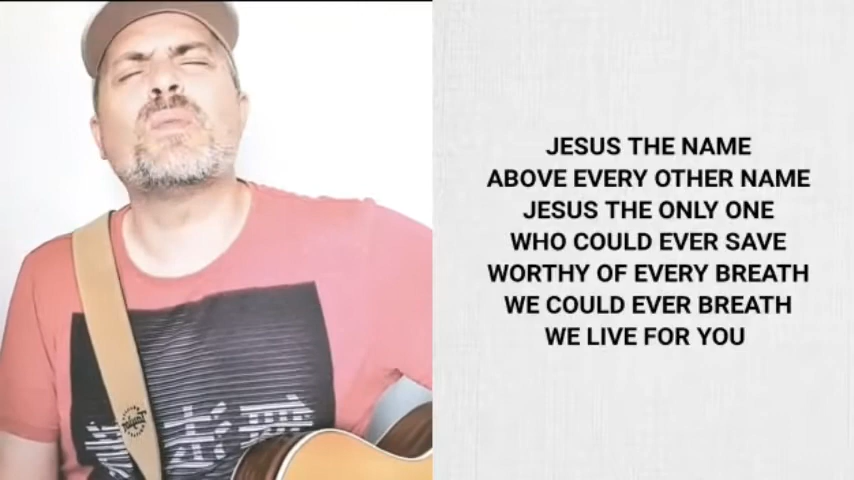 JESUS THE NAME
ABOVE EVERY OTHER NAME
JESUS THE ONLY ONE
WHO COULD EVER SAVE
WORTHY OF EVERY BREATH
WE COULD EVER BREATH
WE LIVE FOR YOU